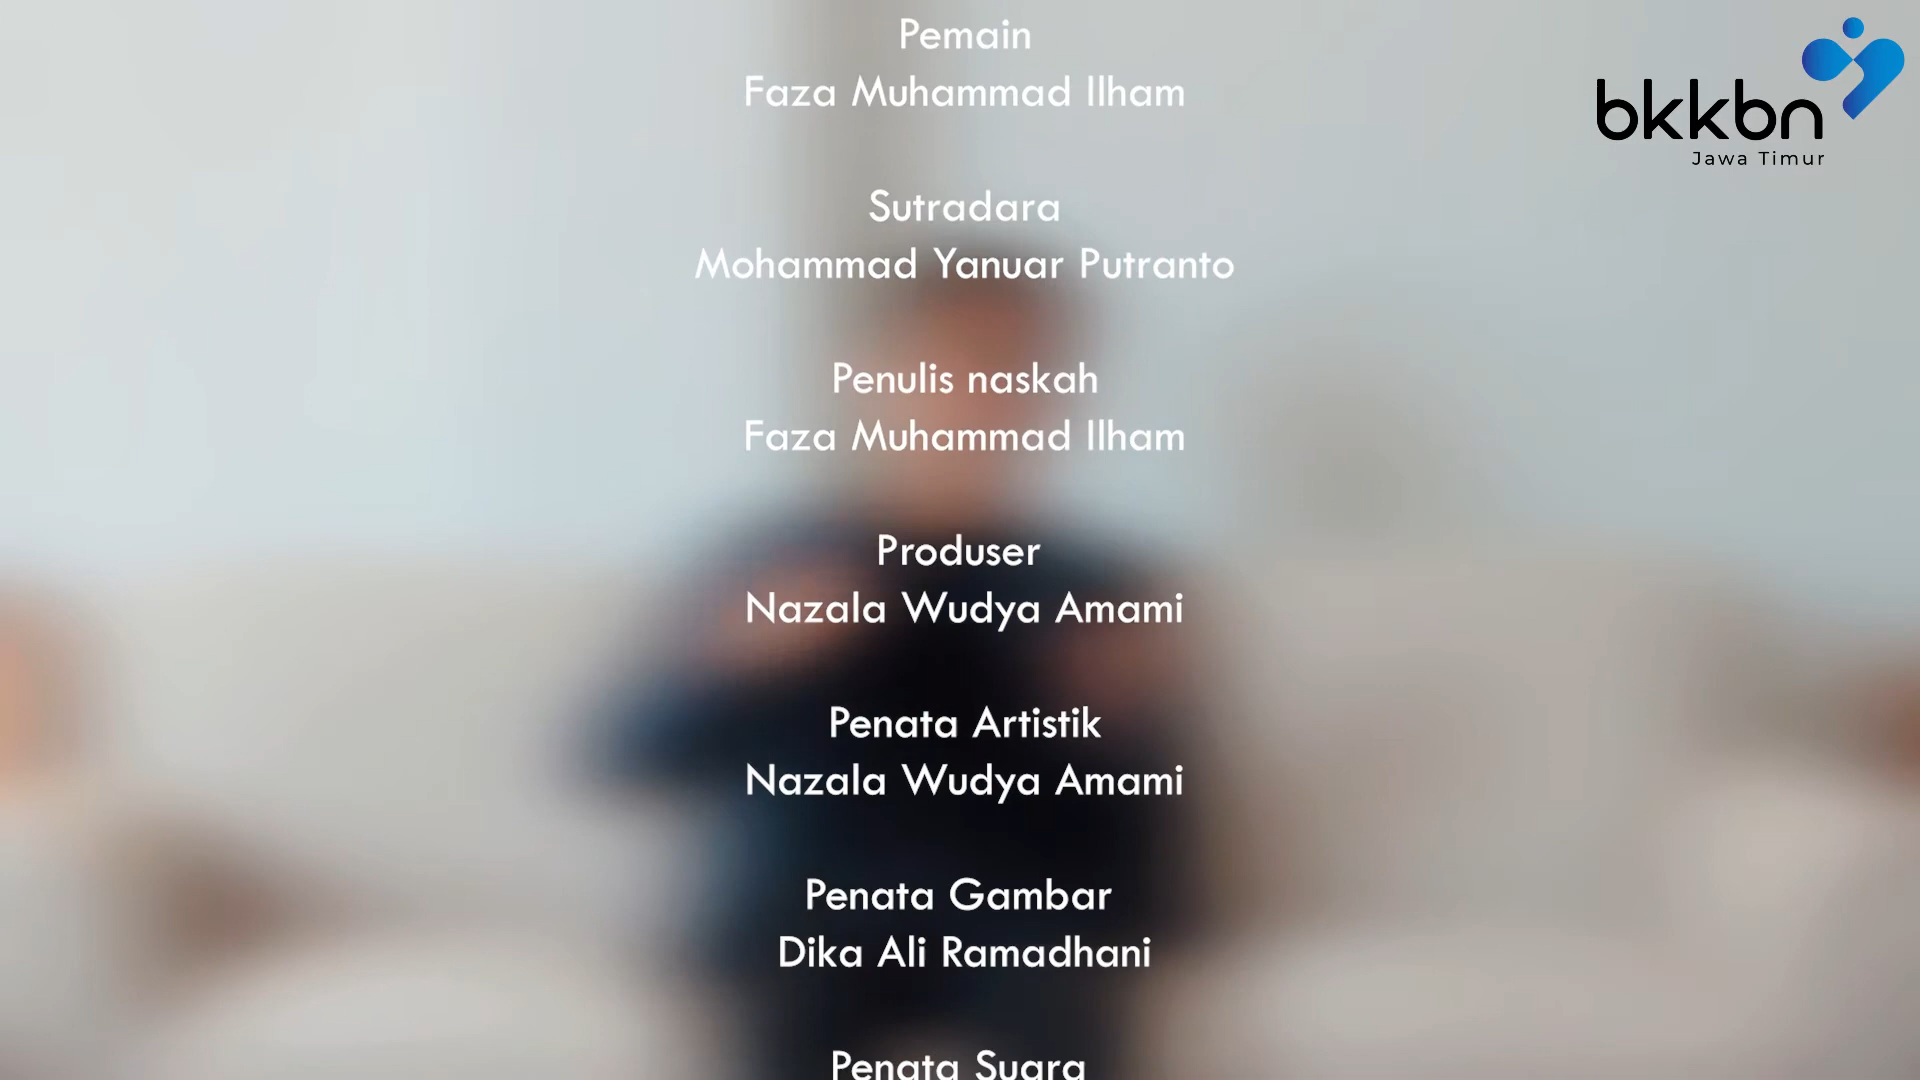 Pemain
Faza Muhammad Ilham
bkkbn
Jawa Timur
Sutradara
Mohammad Yanuar Putranto
Penulis naskah
Faza Muhammad Ilham
Produser
Nazala Wudya Amami
Penata Artistik
Nazala Wudya Amami
Penata Gambar
Dika Ali Ramadhani
Penata Suara